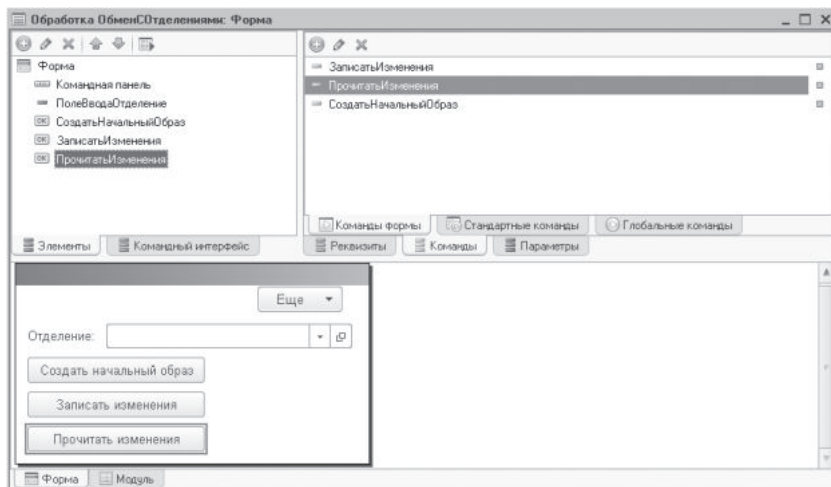 Обработка ОбменСОтделениями: Форма
Форма
Командная панель
ПолеВводаОтделение
СоздатьНачальныйОбраз
ЗаписатьИзменения
ПрочитатьИзменения
Элементы
Командный интерфейс
ЗаписатьИзменения
ПрочитатьИзменения
СоздатьНачальныйОбраз
Команды формы
Стандартные команды
Глобальные команды
Реквизиты
Команды
Параметры
Еще
Отделение:
Создать начальный образ
Записать изменения
Прочитать изменения
Форма
Модуль